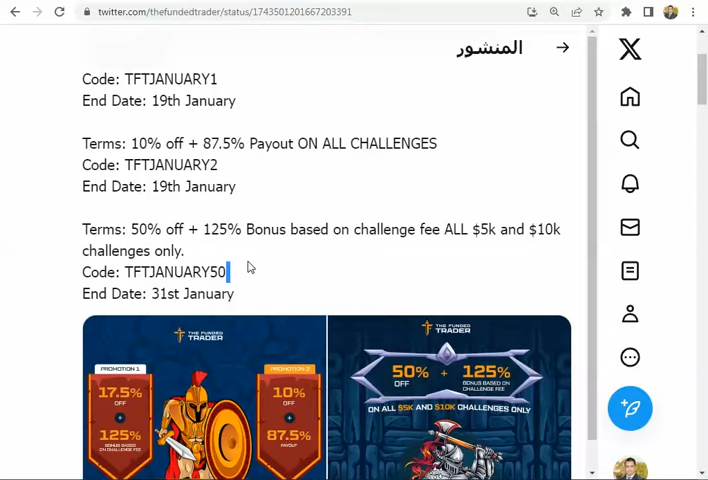 twitter.com/thefundedtrader/status/1743501201667203391
المنشور
Code: TFTJANUARY1
End Date: 19th January
Terms: 10% off + 87.5% Payout ON ALL CHALLENGES
Code: TFTJANUARY2
End Date: 19th January
Terms: 50% off + 125% Bonus based on challenge fee ALL $5k and $10k
challenges only.
Code: TFTJANUARY50
End Date: 31st January
THE FUNDED
TRADER
PROMOTION 1
17.5%
OFF
+
125%
BONUS BASED
ON CHALLENGE FEE
PROMOTION 2
10%
OFF
+
87.5%
PAYOUT
THE FUNDED
TRADER
50%
OFF
+
125%
BONUS BASED ON
CHALLENGE FEE
ON ALL $5K AND $10K CHALLENGES ONLY